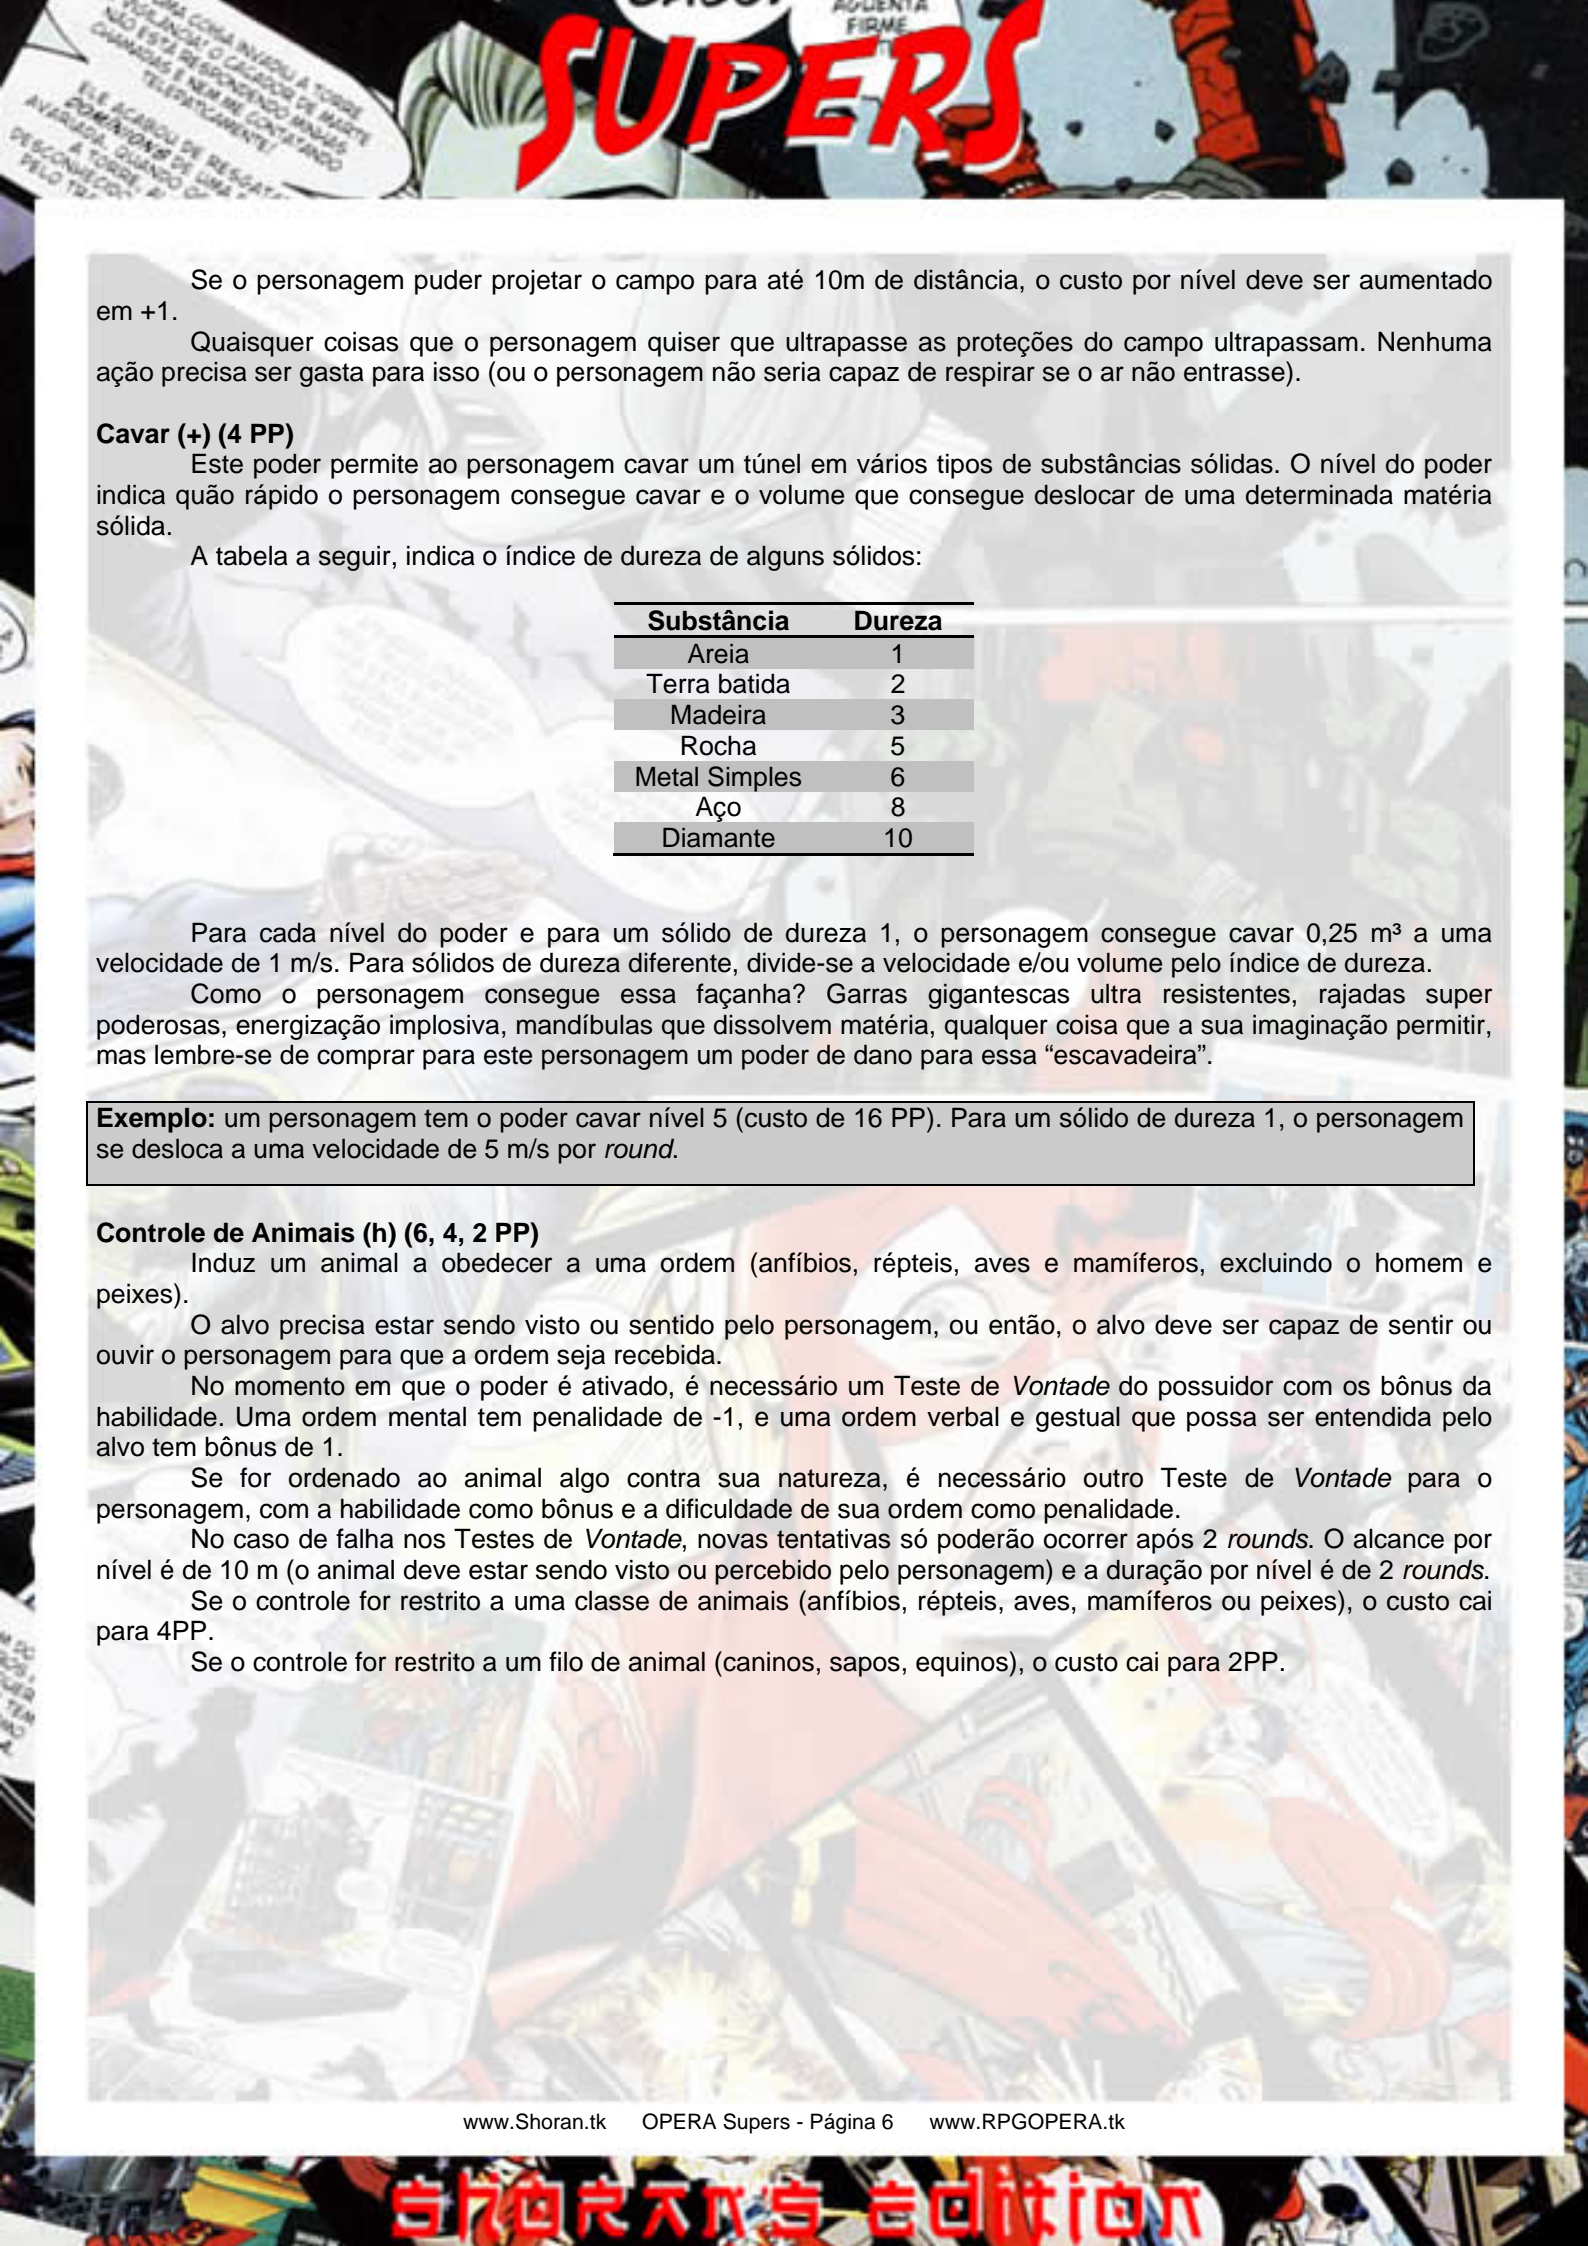 UMA COISA INVADIU A TORRE
NÃO ESTÁ RESPONDENDO MINHAS
CHAMADAS E NEM ME CONTATANDO
TELEPATICAMENTE!
ELE ACABOU DE RESGATA
AGÜENTA
FIRME
SUPERS
Se o personagem puder projetar o campo para até 10m de distância, o custo por nível deve ser aumentado
em +1.
Quaisquer coisas que o personagem quiser que ultrapasse as proteções do campo ultrapassam. Nenhuma
ação precisa ser gasta para isso (ou o personagem não seria capaz de respirar se o ar não entrasse).
Cavar (+) (4 PP)
Este poder permite ao personagem cavar um túnel em vários tipos de substâncias sólidas. O nível do poder
indica quão rápido o personagem consegue cavar e o volume que consegue deslocar de uma determinada matéria
sólida.
A tabela a seguir, indica o índice de dureza de alguns sólidos:
Substância Dureza
Areia 1
Terra batida 2
Madeira 3
Rocha 5
Metal Simples 6
Aço 8
Diamante 10
Para cada nível do poder e para um sólido de dureza 1, o personagem consegue cavar 0,25 m³ a uma
velocidade de 1 m/s. Para sólidos de dureza diferente, divide-se a velocidade e/ou volume pelo índice de dureza.
Como o personagem consegue essa façanha? Garras gigantescas ultra resistentes, rajadas super
poderosas, energização implosiva, mandíbulas que dissolvem matéria, qualquer coisa que a sua imaginação permitir,
mas lembre-se de comprar para este personagem um poder de dano para essa “escavadeira”.
Exemplo: um personagem tem o poder cavar nível 5 (custo de 16 PP). Para um sólido de dureza 1, o personagem
se desloca a uma velocidade de 5 m/s por round.
Controle de Animais (h) (6, 4, 2 PP)
Induz um animal a obedecer a uma ordem (anfíbios, répteis, aves e mamíferos, excluindo o homem e
peixes).
O alvo precisa estar sendo visto ou sentido pelo personagem, ou então, o alvo deve ser capaz de sentir ou
ouvir o personagem para que a ordem seja recebida.
No momento em que o poder é ativado, é necessário um Teste de Vontade do possuidor com os bônus da
habilidade. Uma ordem mental tem penalidade de -1, e uma ordem verbal e gestual que possa ser entendida pelo
alvo tem bônus de 1.
Se for ordenado ao animal algo contra sua natureza, é necessário outro Teste de Vontade para o
personagem, com a habilidade como bônus e a dificuldade de sua ordem como penalidade.
No caso de falha nos Testes de Vontade, novas tentativas só poderão ocorrer após 2 rounds. O alcance por
nível é de 10 m (o animal deve estar sendo visto ou percebido pelo personagem) e a duração por nível é de 2 rounds.
Se o controle for restrito a uma classe de animais (anfíbios, répteis, aves, mamíferos ou peixes), o custo cai
para 4PP.
Se o controle for restrito a um filo de animal (caninos, sapos, equinos), o custo cai para 2PP.
www.Shoran.tk OPERA Supers - Página 6 www.RPGOPERA.tk
shoran's edition